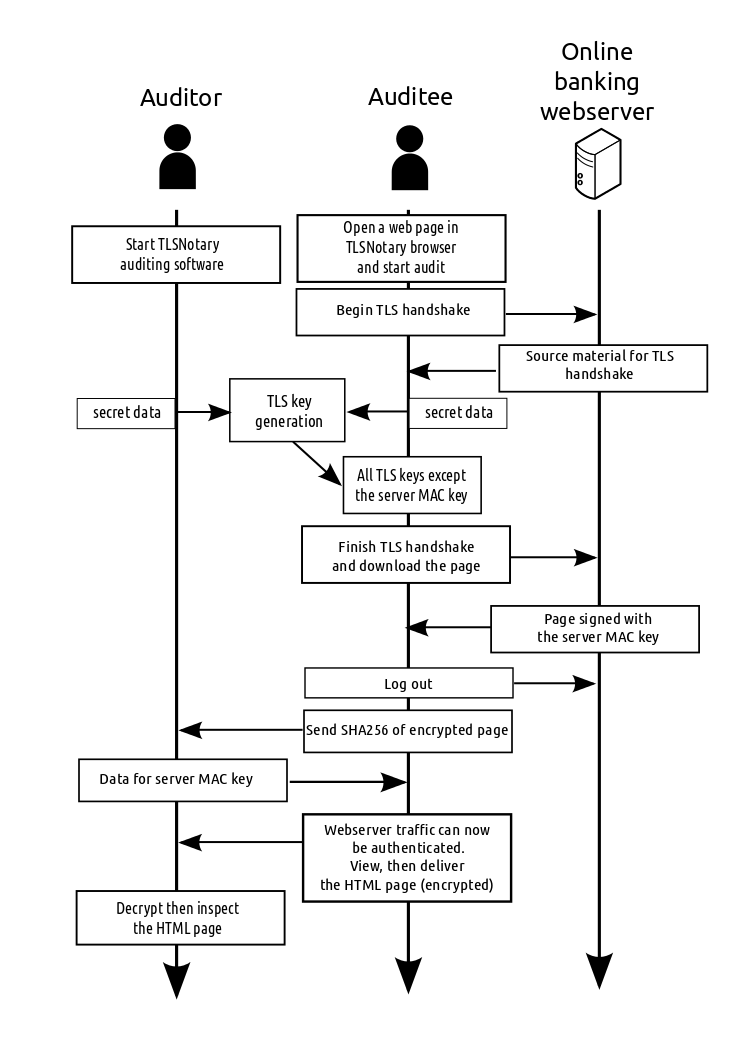 Auditor
Auditee
Online
banking
webserver
Start TLSNotary
auditing software
Open a web page in
TLSNotary browser
and start audit
Begin TLS handshake
Source material for TLS
handshake
secret data
TLS key
generation
secret data
All TLS keys except
the server MAC key
Finish TLS handshake
and download the page
Page signed with
the server MAC key
Log out
Send SHA256 of encrypted page
Data for server MAC key
Webserver traffic can now
be authenticated.
View, then deliver
the HTML page (encrypted)
Decrypt then inspect
the HTML page